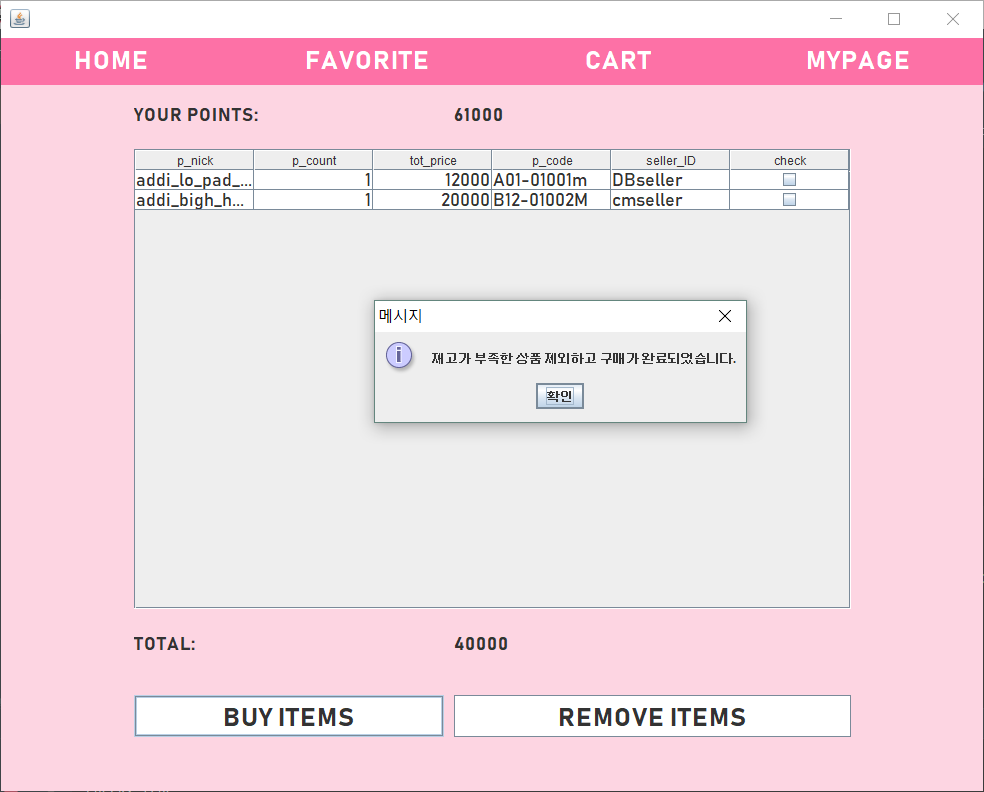 HOME FAVORITE CART MYPAGE
YOUR POINTS: 61000
p_nick p_count tot_price p_code seller_ID check
addi_lo_pad_... 1 12000 A01-01001m DBseller
addi_bigh_h... 1 20000 B12-01002M cmseller
메시지
재고가 부족한 상품 제외하고 구매가 완료되었습니다.
확인
TOTAL: 40000
BUY ITEMS REMOVE ITEMS